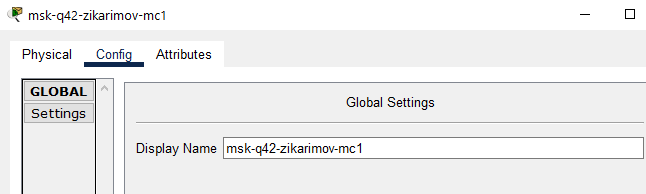 msk-q42-zikarimov-mc1
Physical Config Attributes
GLOBAL
Settings
Global Settings
Display Name msk-q42-zikarimov-mc1